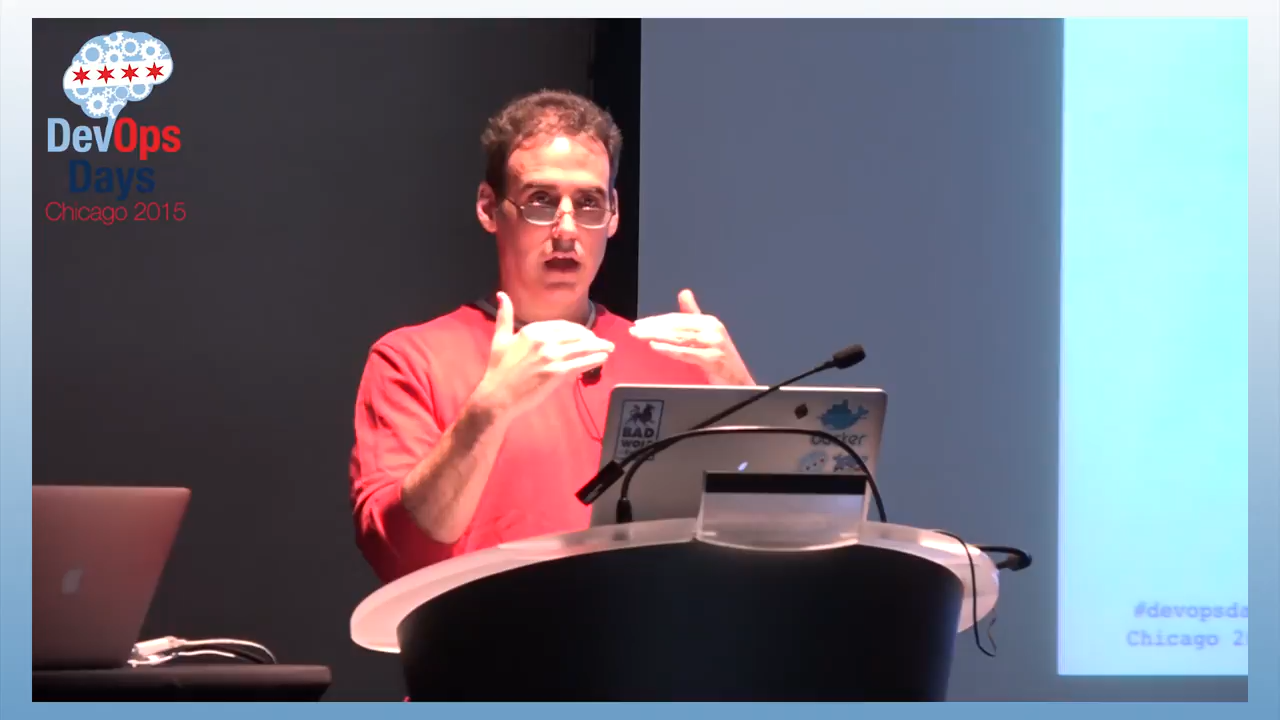 DevOps
Days
Chicago 2015
BAD
WOLF
docker
#devopsda
Chicago 2